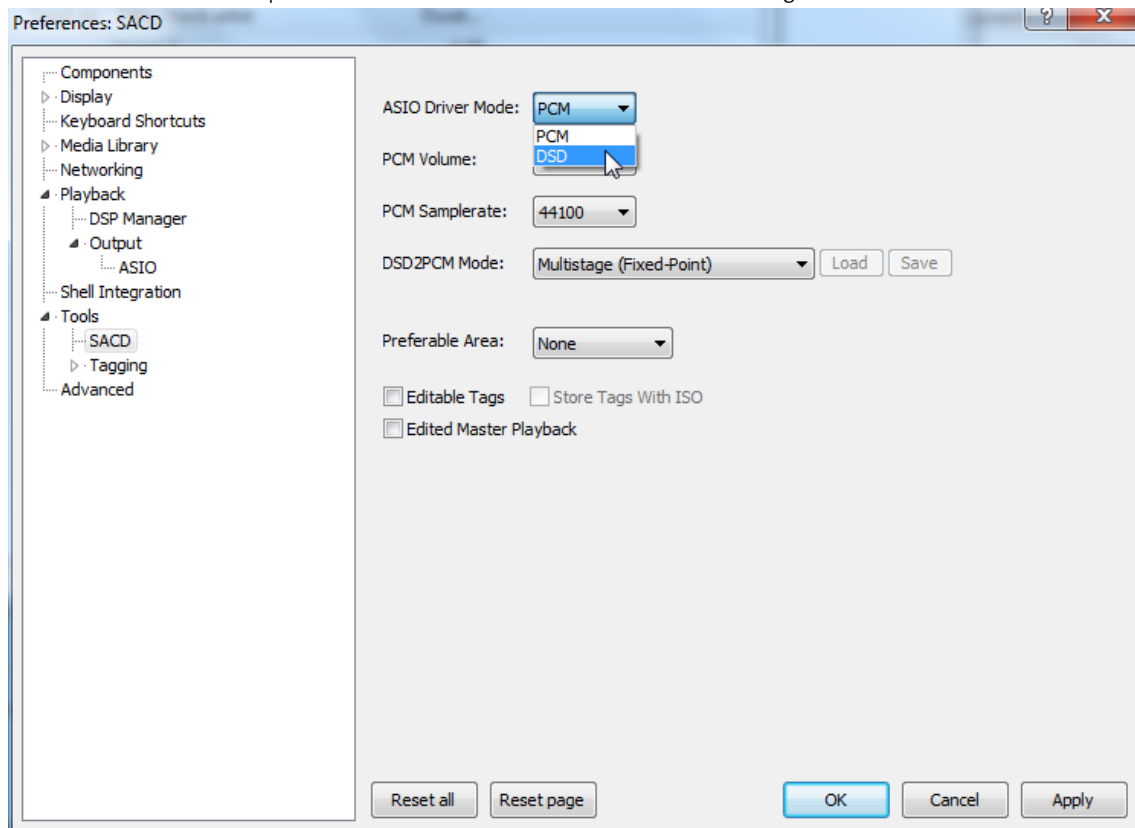 Preferences: SACD
Components
Display
Keyboard Shortcuts
Media Library
Networking
Playback
DSP Manager
Output
ASIO
Shell Integration
Tools
SACD
Tagging
Advanced
ASIO Driver Mode: PCM
PCM
DSD
PCM Volume:
PCM Samplerate: 44100
DSD2PCM Mode: Multistage (Fixed-Point) Load Save
Preferable Area: None
Editable Tags Store Tags With ISO
Edited Master Playback
Reset all Reset page OK Cancel Apply